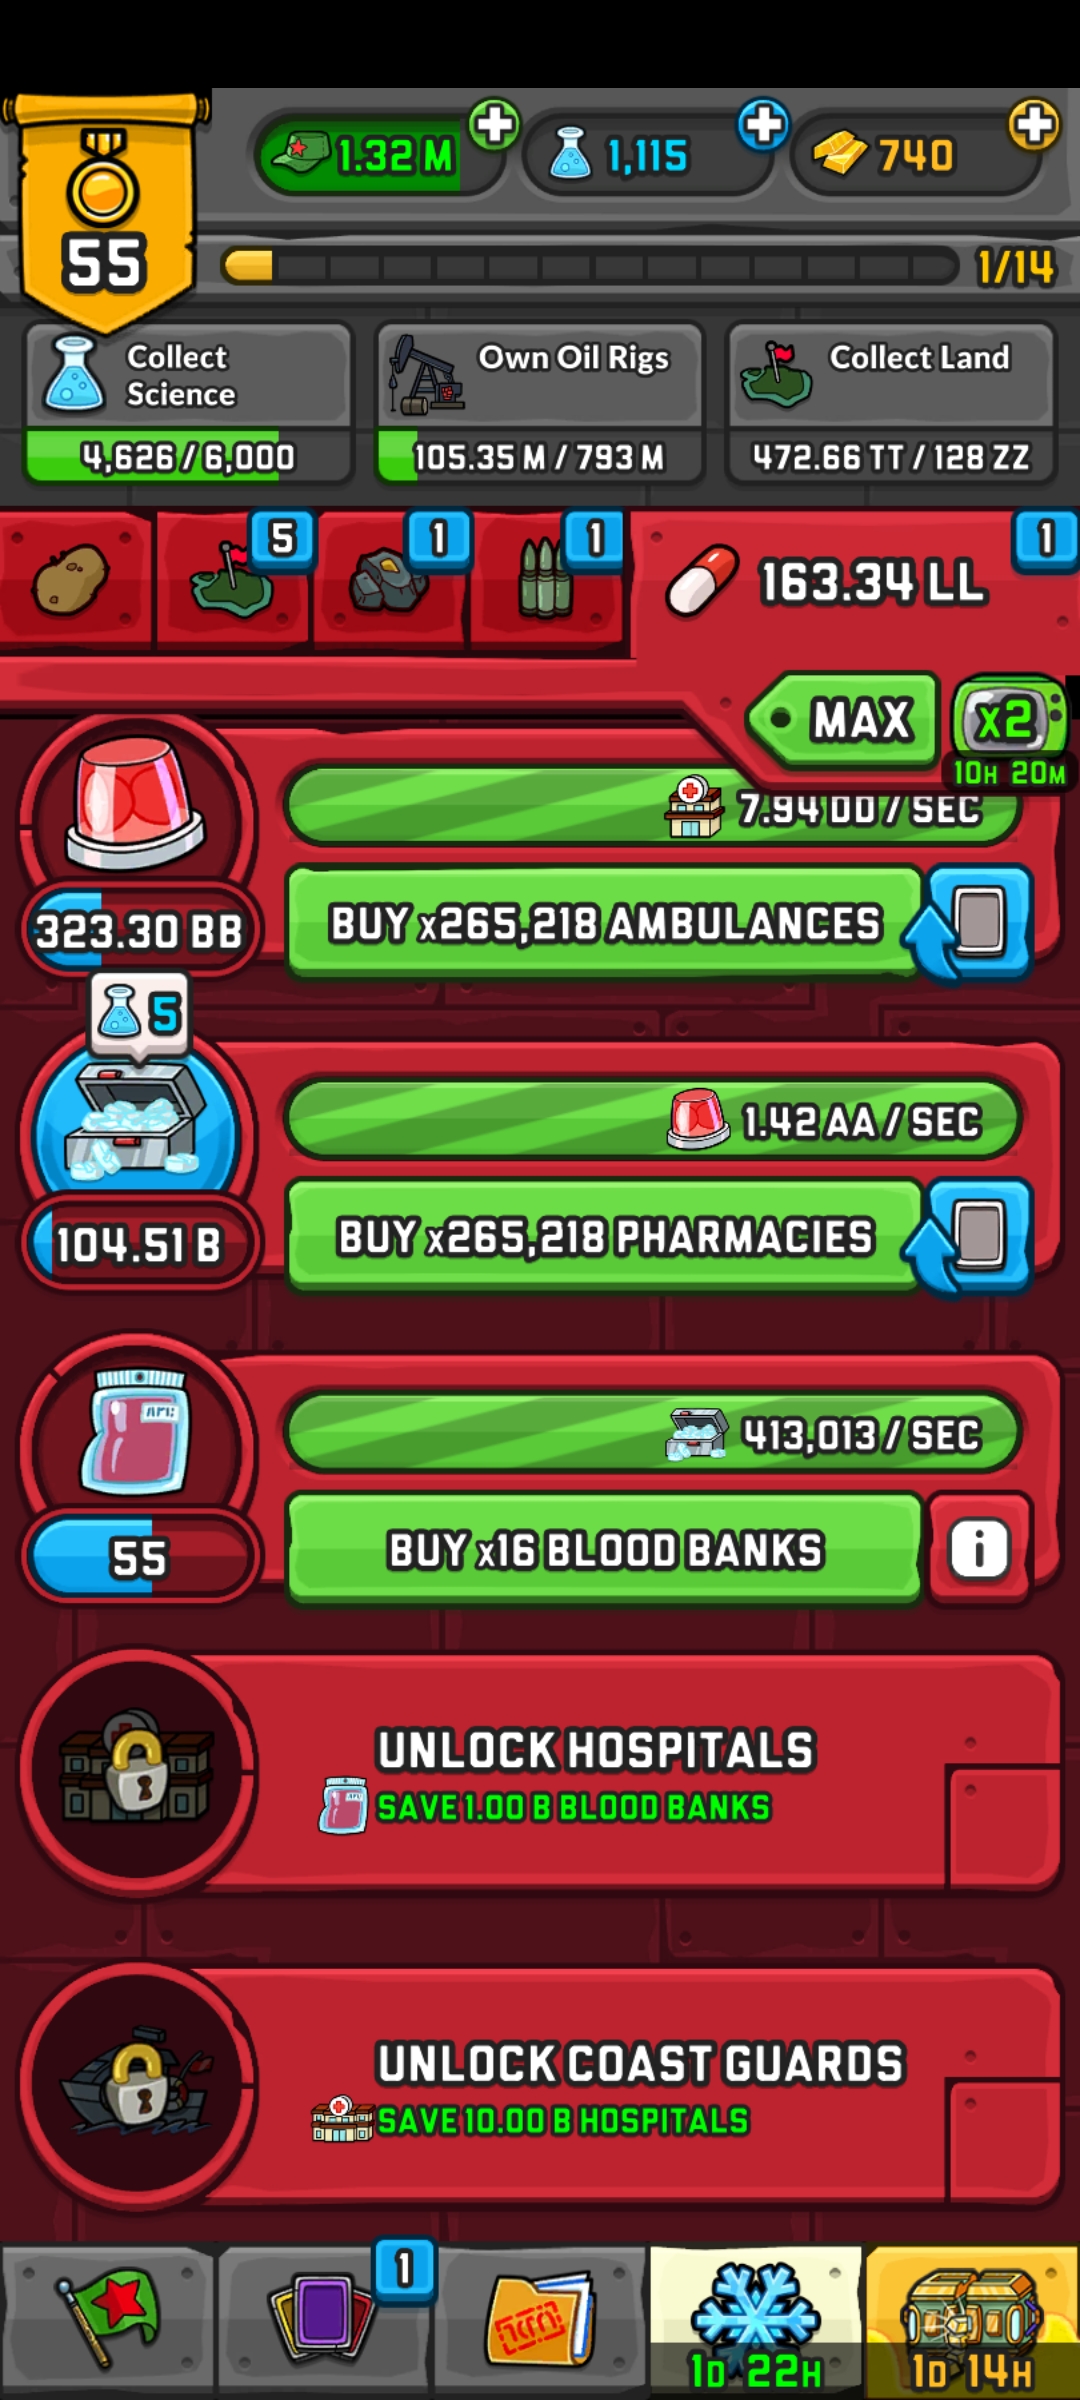 1.32 M
1,115
740
55
1/14
Collect
Science
4,626 / 6,000
Own Oil Rigs
105.35 M / 793 M
Collect Land
472.66 TT / 128 ZZ
5
1
1
163.34 LL
1
MAX
x2
10H 20M
7.94 DD / SEC
323.30 BB
BUY x265,218 AMBULANCES
5
1.42 AA / SEC
104.51 B
BUY x265,218 PHARMACIES
413,013 / SEC
55
BUY x16 BLOOD BANKS
i
UNLOCK HOSPITALS
SAVE 1.00 B BLOOD BANKS
UNLOCK COAST GUARDS
SAVE 10.00 B HOSPITALS
1
1D 22H
1D 14H